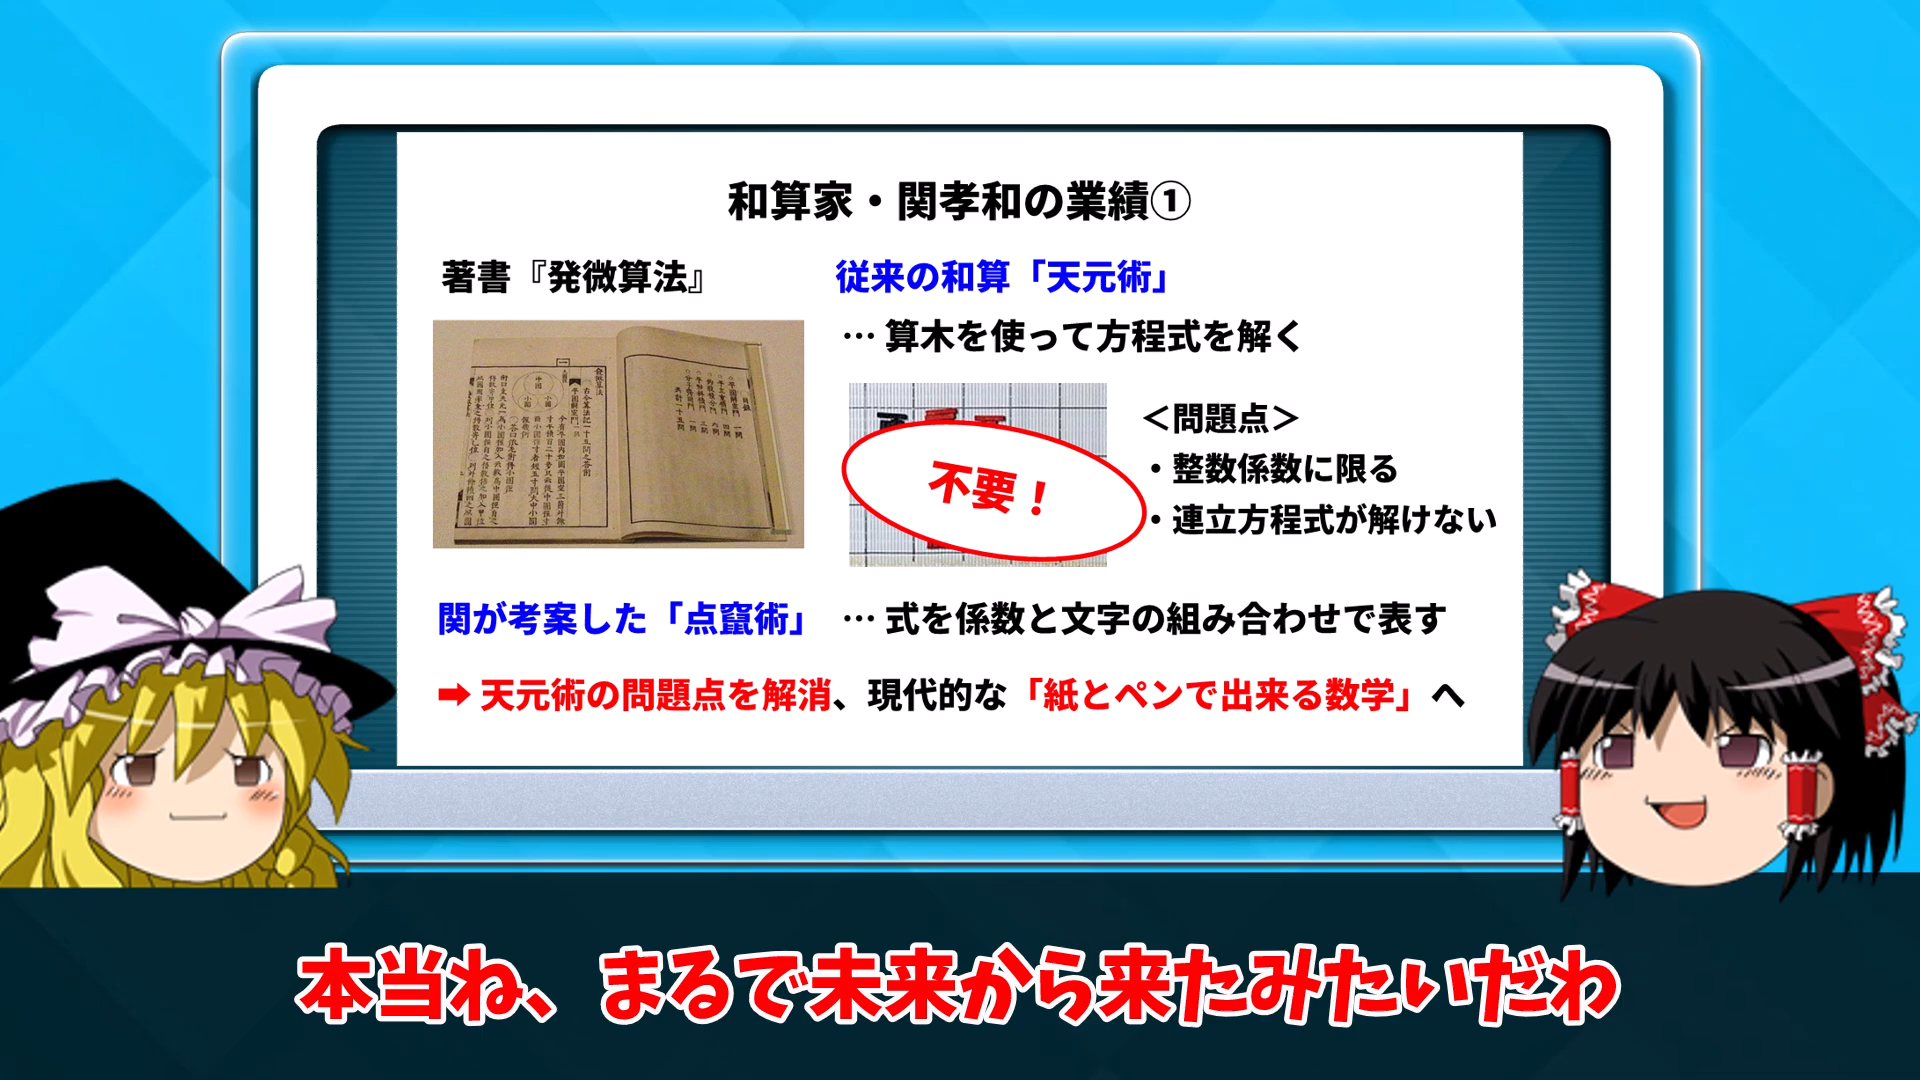 和算家・関孝和の業績①
著書『発微算法』
従来の和算「天元術」
… 算木を使って方程式を解く
不要！
＜問題点＞
・整数係数に限る
・連立方程式が解けない
関が考案した「点竄術」 … 式を係数と文字の組み合わせで表す
➡ 天元術の問題点を解消、現代的な「紙とペンで出来る数学」へ
本当ね、まるで未来から来たみたいだわ